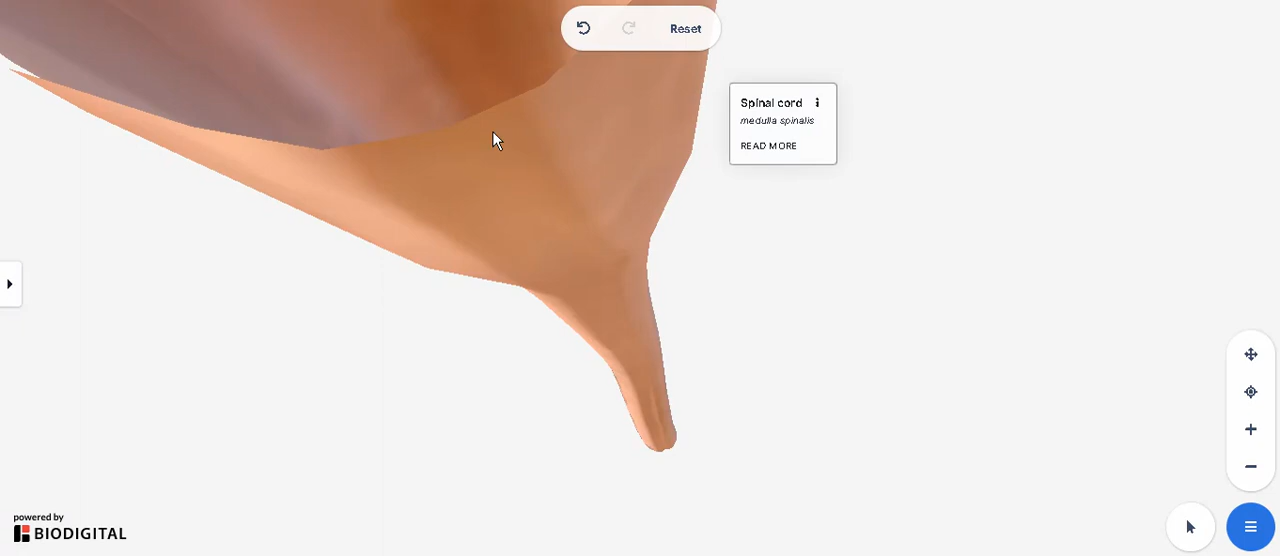 Reset
Spinal cord
medulla spinalis
READ MORE
powered by
BIODIGITAL